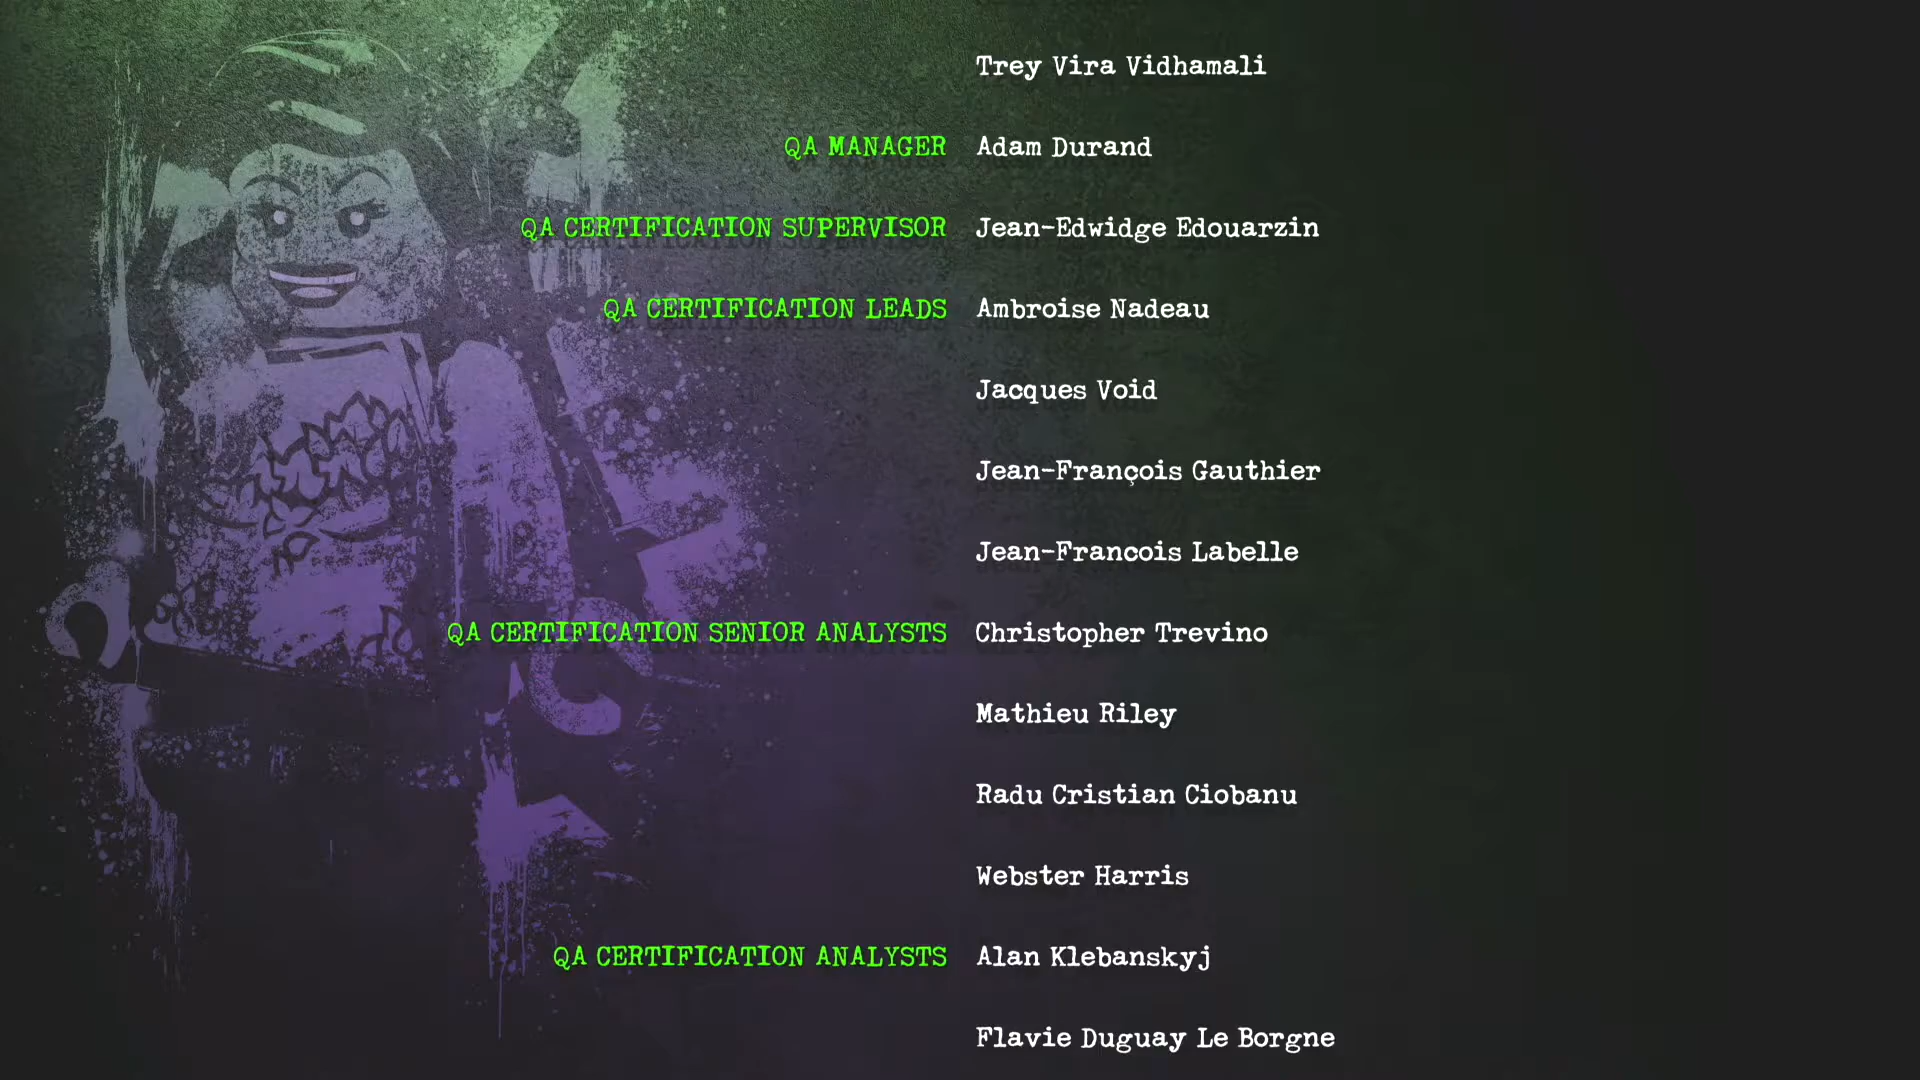 Trey Vira Vidhamali
QA MANAGER Adam Durand
QA CERTIFICATION SUPERVISOR Jean-Edwidge Edouarzin
QA CERTIFICATION LEADS Ambroise Nadeau
Jacques Void
Jean-François Gauthier
Jean-Francois Labelle
QA CERTIFICATION SENIOR ANALYSTS Christopher Trevino
Mathieu Riley
Radu Cristian Ciobanu
Webster Harris
QA CERTIFICATION ANALYSTS Alan Klebanskyj
Flavie Duguay Le Borgne